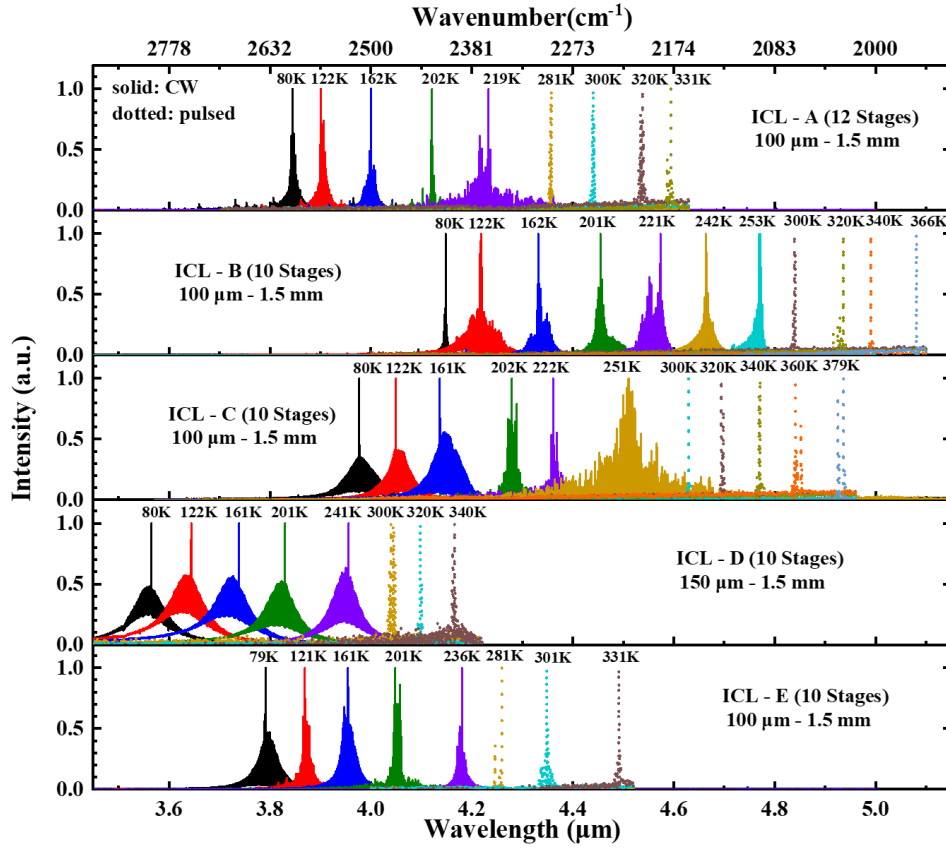 Wavenumber(cm-1)
2778 2632 2500 2381 2273 2174 2083 2000
Intensity (a.u.)
solid: CW
dotted: pulsed
80K 122K 162K 202K 219K 281K 300K 320K 331K
ICL - A (12 Stages)
100 µm - 1.5 mm
1.0
0.5
0.0
80K 122K 162K 201K 221K 242K 253K 300K 320K 340K 366K
ICL - B (10 Stages)
100 µm - 1.5 mm
1.0
0.5
0.0
80K 122K 161K 202K 222K 251K 300K 320K 340K 360K 379K
ICL - C (10 Stages)
100 µm - 1.5 mm
1.0
0.5
0.0
80K 122K 161K 201K 241K 300K 320K 340K
ICL - D (10 Stages)
150 µm - 1.5 mm
1.0
0.5
0.0
79K 121K 161K 201K 236K 281K 301K 331K
ICL - E (10 Stages)
100 µm - 1.5 mm
1.0
0.5
0.0
3.6 3.8 4.0 4.2 4.4 4.6 4.8 5.0
Wavelength (µm)